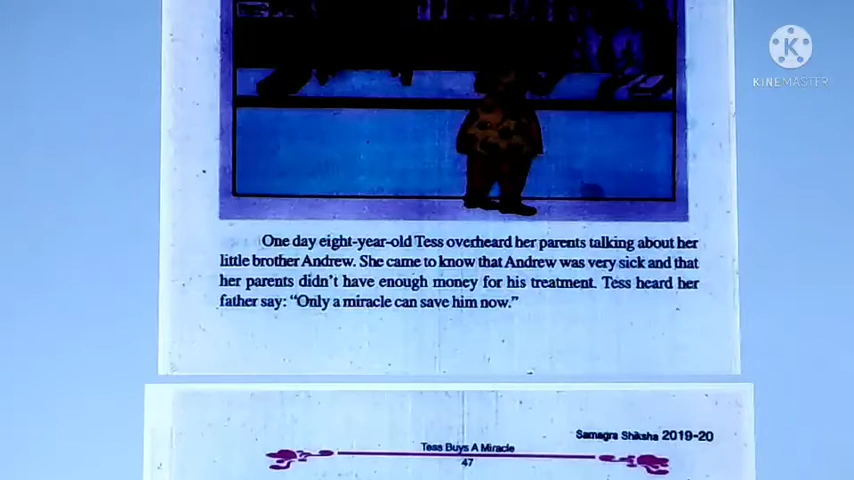 KINEMASTER
One day eight-year-old Tess overheard her parents talking about her
little brother Andrew. She came to know that Andrew was very sick and that
her parents didn't have enough money for his treatment. Tess heard her
father say: “Only a miracle can save him now.”
Samagra Shiksha 2019-20
Tess Buys A Miracle
47